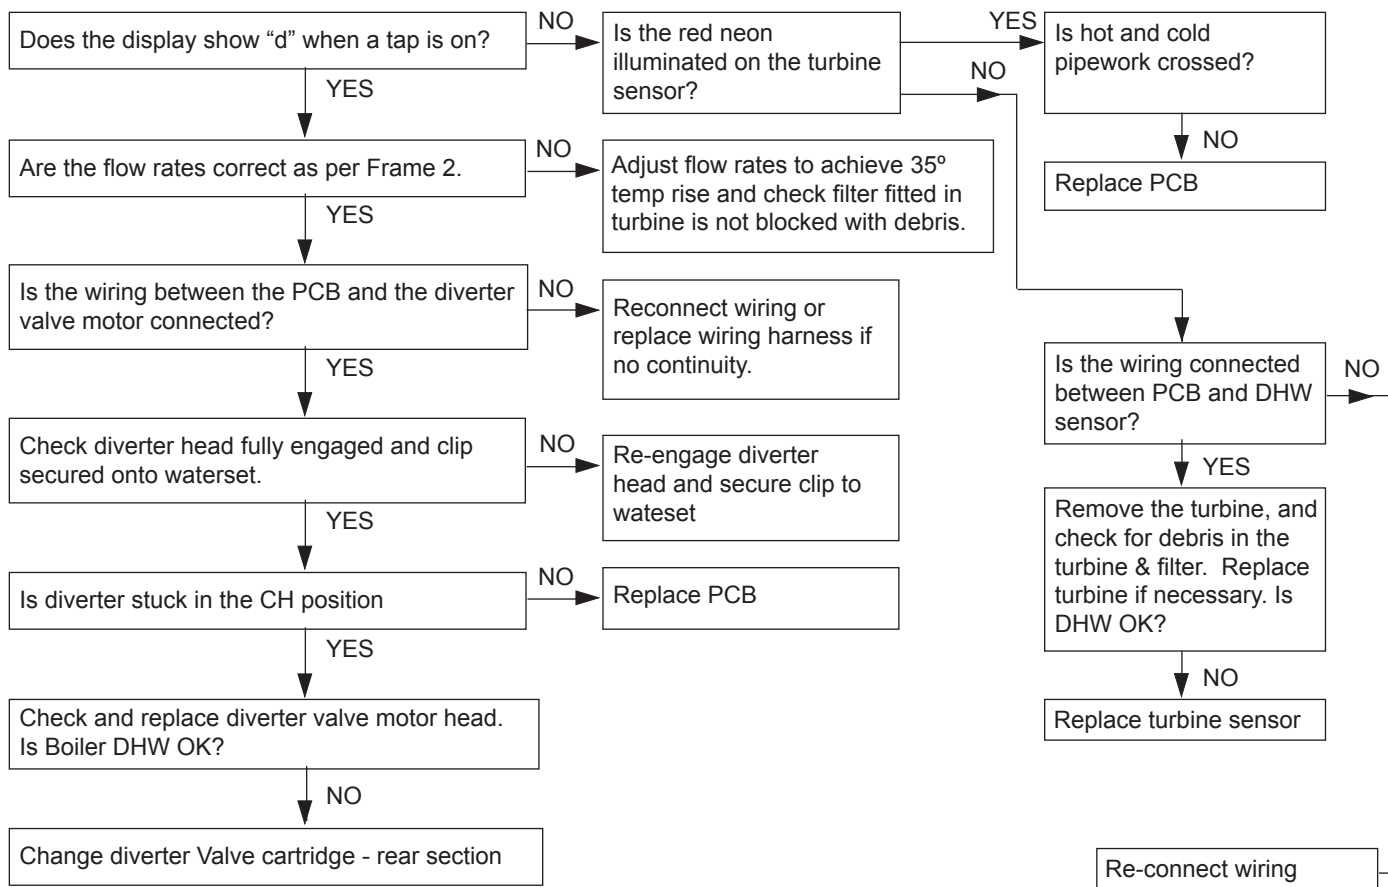 Does the display show “d” when a tap is on?
NO
Is the red neon
illuminated on the turbine
sensor?
YES
NO
Is hot and cold
pipework crossed?
YES
NO
Are the flow rates correct as per Frame 2.
NO
Adjust flow rates to achieve 35º
temp rise and check filter fitted in
turbine is not blocked with debris.
Replace PCB
YES
Is the wiring between the PCB and the diverter
valve motor connected?
NO
Reconnect wiring or
replace wiring harness if
no continuity.
YES
Is the wiring connected
between PCB and DHW
sensor?
NO
Check diverter head fully engaged and clip
secured onto waterset.
NO
Re-engage diverter
head and secure clip to
wateset
YES
YES
Remove the turbine, and
check for debris in the
turbine & filter.  Replace
turbine if necessary. Is
DHW OK?
Is diverter stuck in the CH position
NO
Replace PCB
YES
NO
Replace turbine sensor
Check and replace diverter valve motor head.
Is Boiler DHW OK?
NO
Change diverter Valve cartridge - rear section
Re-connect wiring